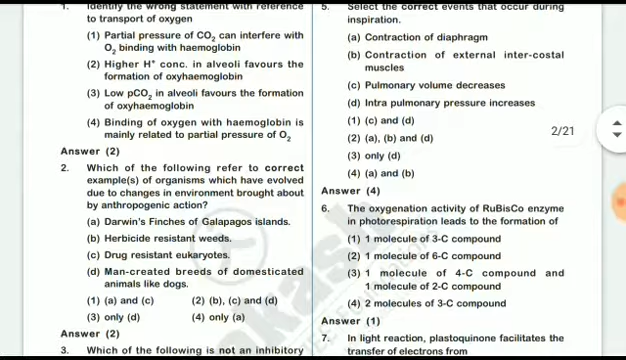 1. Identify the wrong statement with reference
to transport of oxygen
(1) Partial pressure of CO₂ can interfere with
O₂ binding with haemoglobin
(2) Higher H⁺ conc. in alveoli favours the
formation of oxyhaemoglobin
(3) Low pCO₂ in alveoli favours the formation
of oxyhaemoglobin
(4) Binding of oxygen with haemoglobin is
mainly related to partial pressure of O₂
Answer (2)
2. Which of the following refer to correct
example(s) of organisms which have evolved
due to changes in environment brought about
by anthropogenic action?
(a) Darwin's Finches of Galapagos islands.
(b) Herbicide resistant weeds.
(c) Drug resistant eukaryotes.
(d) Man-created breeds of domesticated
animals like dogs.
(1) (a) and (c) (2) (b), (c) and (d)
(3) only (d) (4) only (a)
Answer (2)
3. Which of the following is not an inhibitory
5. Select the correct events that occur during
inspiration.
(a) Contraction of diaphragm
(b) Contraction of external inter-costal
muscles
(c) Pulmonary volume decreases
(d) Intra pulmonary pressure increases
(1) (c) and (d)
(2) (a), (b) and (d)
(3) only (d)
(4) (a) and (b)
Answer (4)
6. The oxygenation activity of RuBisCo enzyme
in photorespiration leads to the formation of
(1) 1 molecule of 3-C compound
(2) 1 molecule of 6-C compound
(3) 1 molecule of 4-C compound and
1 molecule of 2-C compound
(4) 2 molecules of 3-C compound
Answer (1)
7. In light reaction, plastoquinone facilitates the
transfer of electrons from
2/21